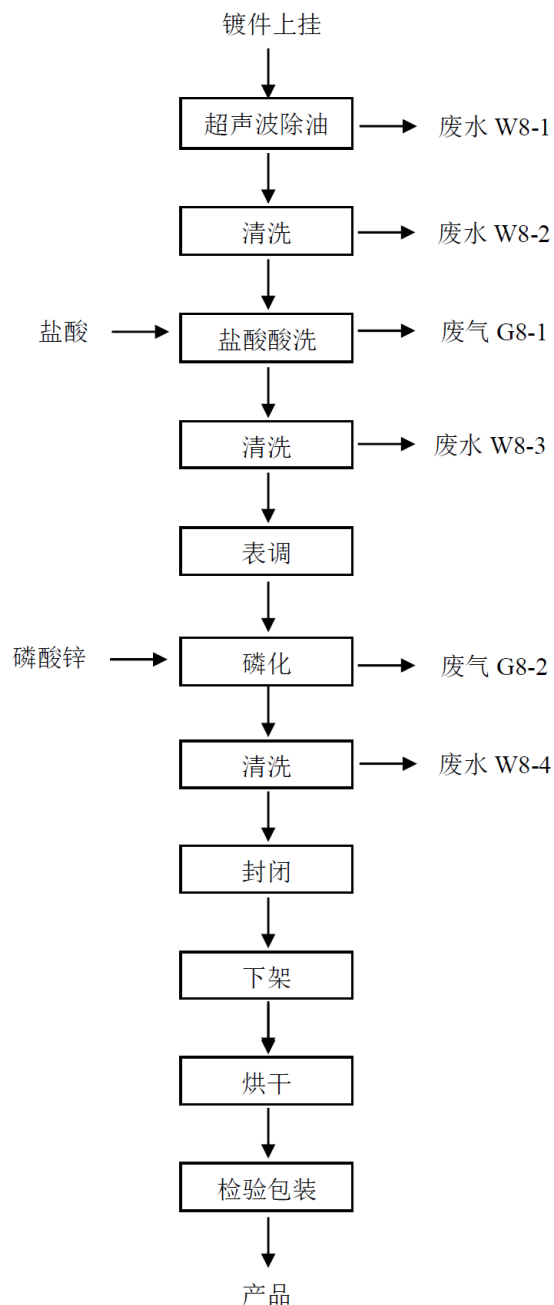 镀件上挂
超声波除油
废水 W8-1
清洗
废水 W8-2
盐酸
盐酸酸洗
废气 G8-1
清洗
废水 W8-3
表调
磷酸锌
磷化
废气 G8-2
清洗
废水 W8-4
封闭
下架
烘干
检验包装
产品